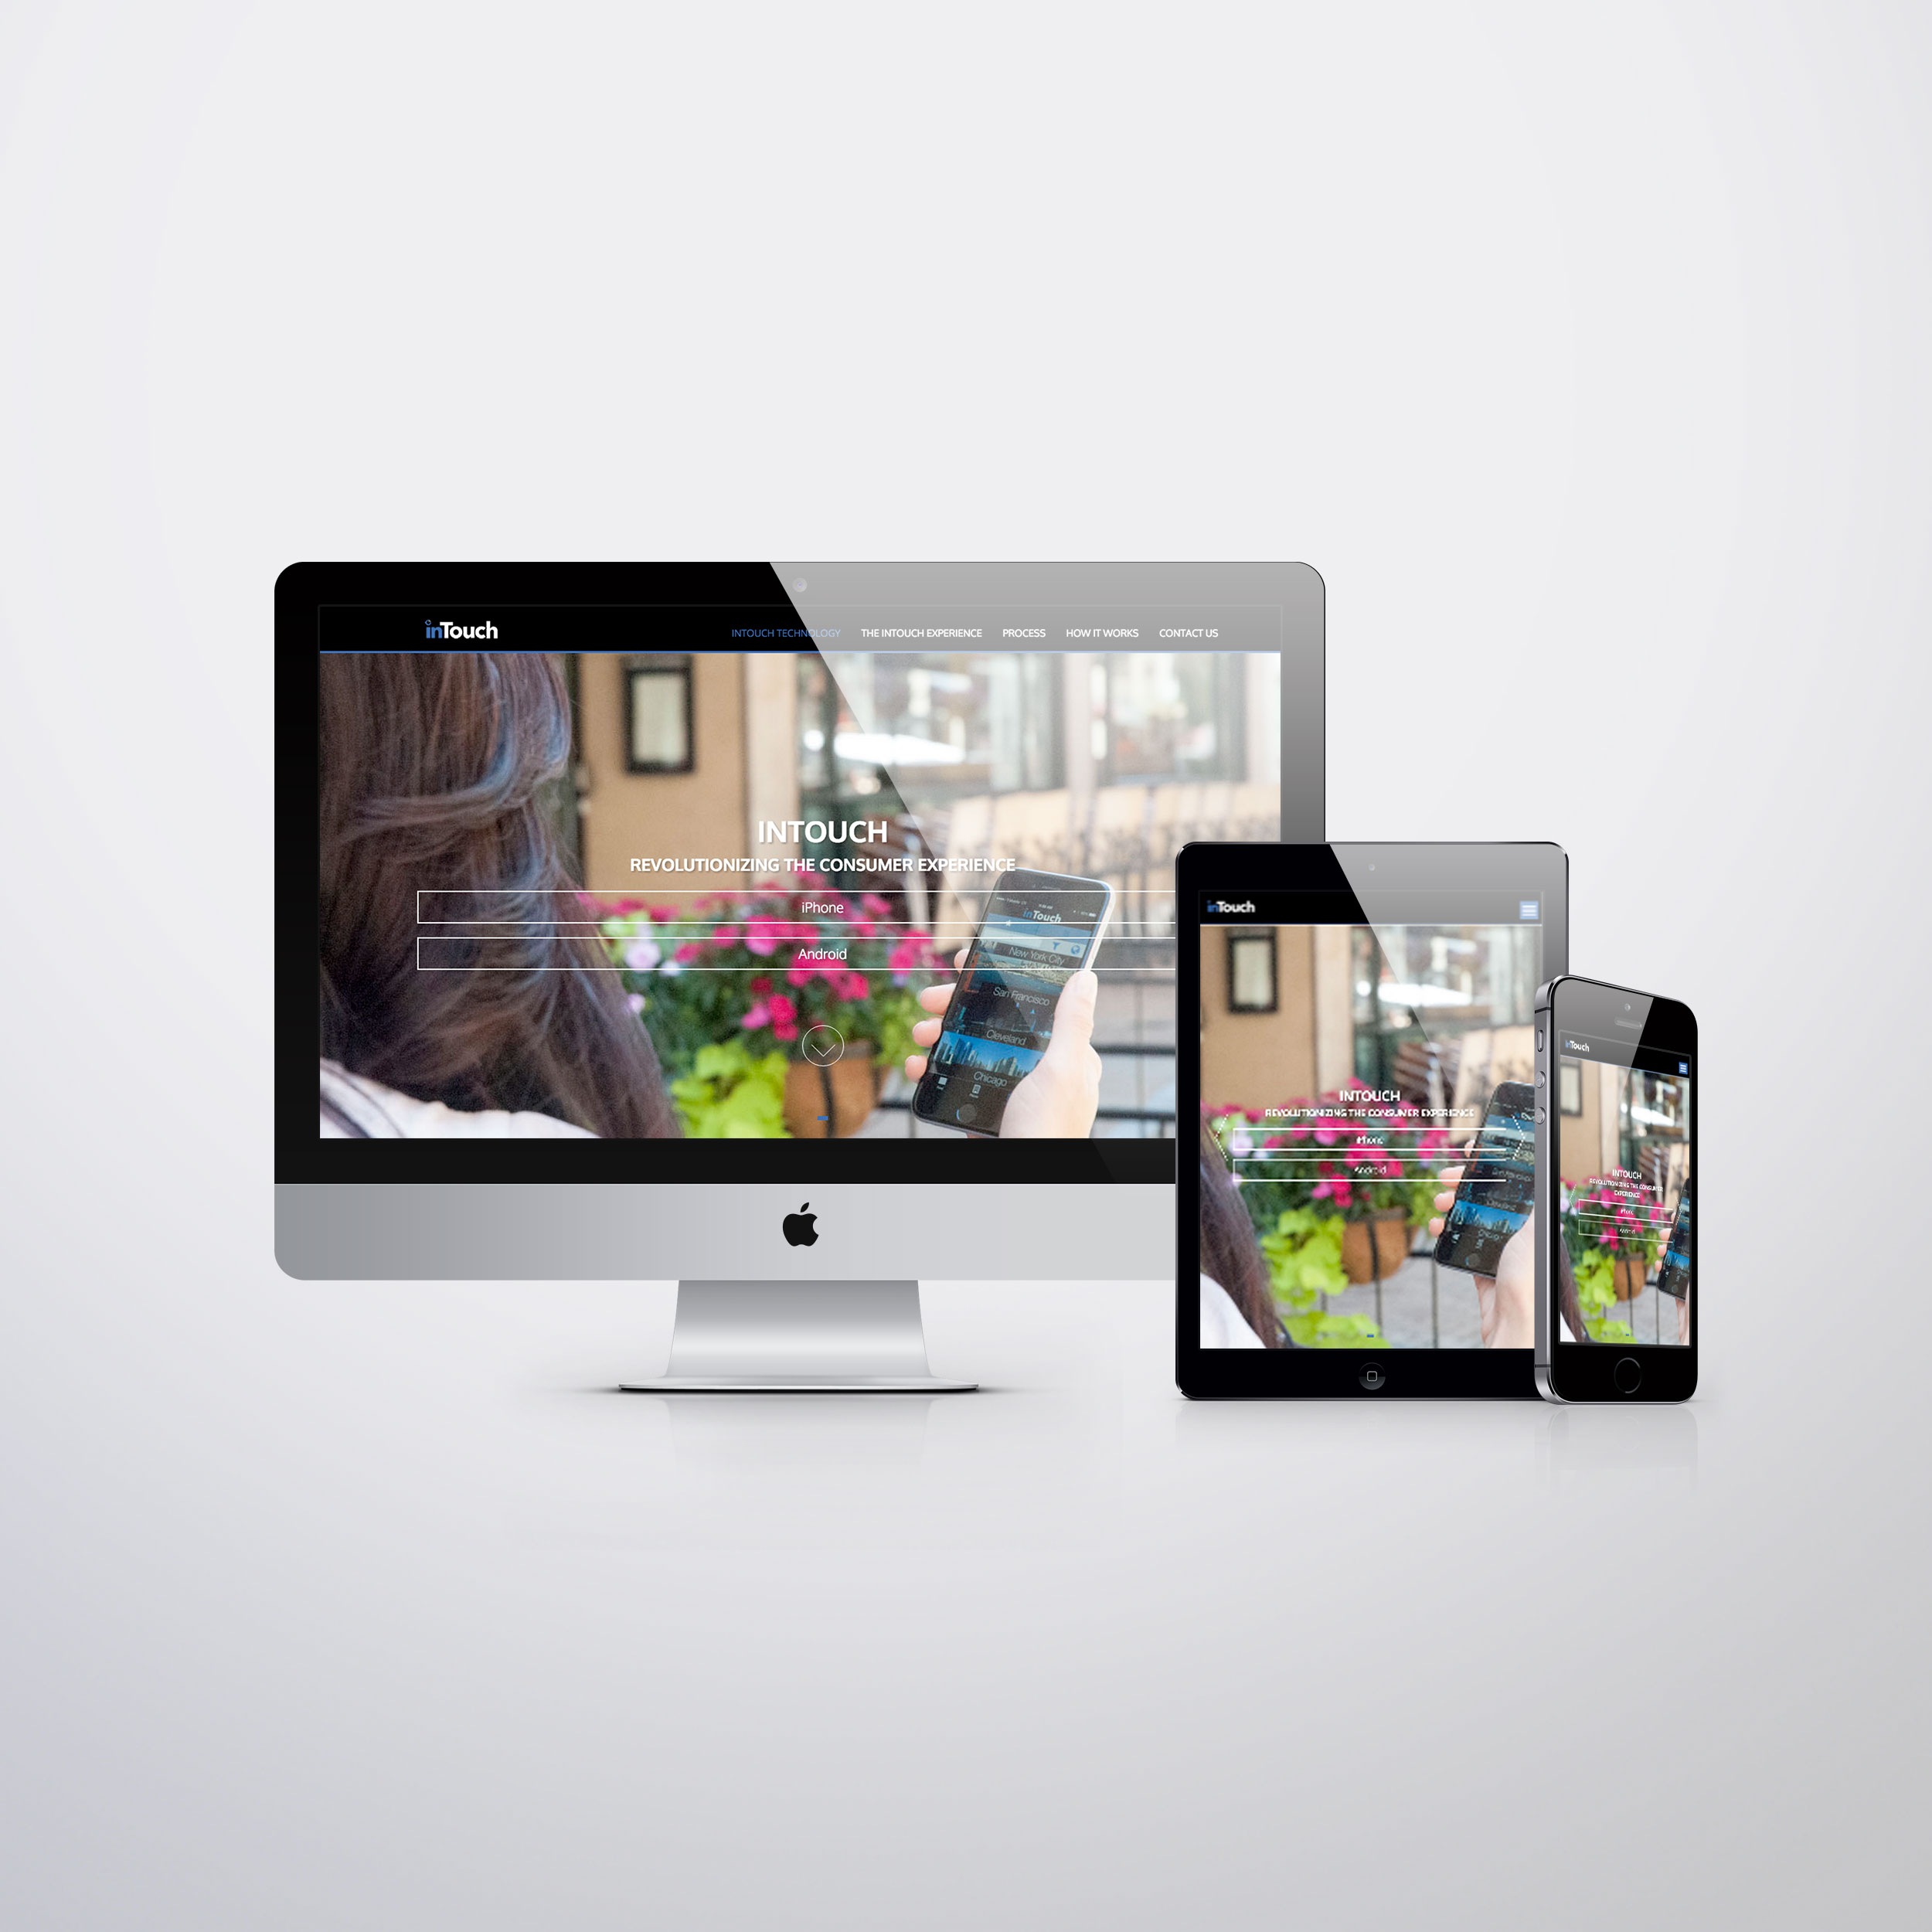 inTouch
INTOUCH TECHNOLOGY THE INTOUCH EXPERIENCE PROCESS HOW IT WORKS CONTACT US
INTOUCH
REVOLUTIONIZING THE CONSUMER EXPERIENCE
iPhone
Android
inTouch
New York City
San Francisco
Cleveland
Chicago
inTouch
INTOUCH
REVOLUTIONIZING THE CONSUMER EXPERIENCE
iPhone
Android
inTouch
INTOUCH
REVOLUTIONIZING THE CONSUMER
EXPERIENCE
iPhone
Android